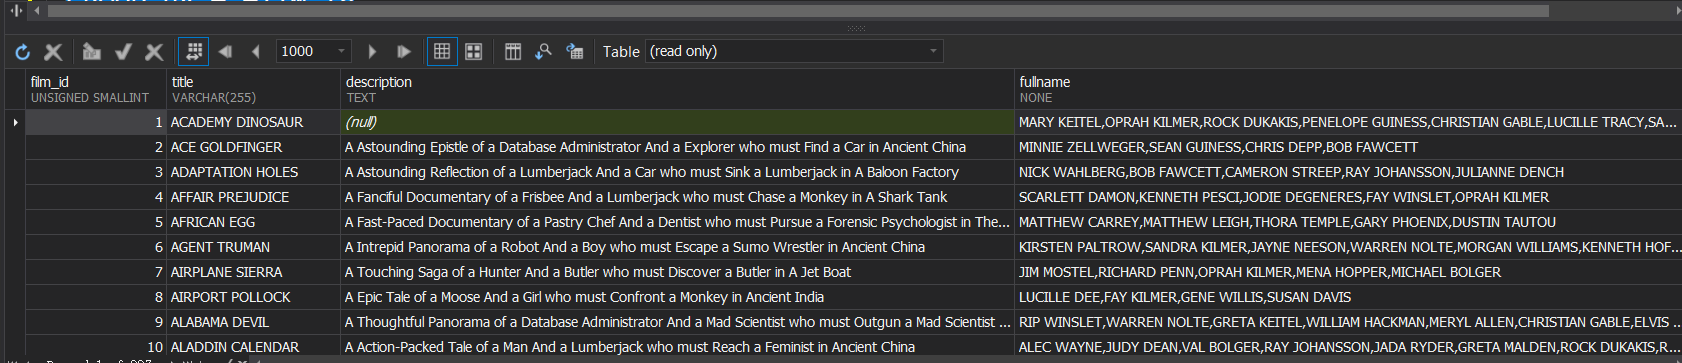 1000 Table (read only)
film_id title description fullname
UNSIGNED SMALLINT VARCHAR(255) TEXT NONE
1 ACADEMY DINOSAUR (null) MARY KEITEL,OPRAH KILMER,ROCK DUKAKIS,PENELOPE GUINESS,CHRISTIAN GABLE,LUCILLE TRACY,SA...
2 ACE GOLDFINGER A Astounding Epistle of a Database Administrator And a Explorer who must Find a Car in Ancient China MINNIE ZELLWEGER,SEAN GUINESS,CHRIS DEPP,BOB FAWCETT
3 ADAPTATION HOLES A Astounding Reflection of a Lumberjack And a Car who must Sink a Lumberjack in A Baloon Factory NICK WAHLBERG,BOB FAWCETT,CAMERON STREEP,RAY JOHANSSON,JULIANNE DENCH
4 AFFAIR PREJUDICE A Fanciful Documentary of a Frisbee And a Lumberjack who must Chase a Monkey in A Shark Tank SCARLETT DAMON,KENNETH PESCI,JODIE DEGENERES,FAY WINSLET,OPRAH KILMER
5 AFRICAN EGG A Fast-Paced Documentary of a Pastry Chef And a Dentist who must Pursue a Forensic Psychologist in The... MATTHEW CARREY,MATTHEW LEIGH,THORA TEMPLE,GARY PHOENIX,DUSTIN TAUTOU
6 AGENT TRUMAN A Intrepid Panorama of a Robot And a Boy who must Escape a Sumo Wrestler in Ancient China KIRSTEN PALTROW,SANDRA KILMER,JAYNE NEESON,WARREN NOLTE,MORGAN WILLIAMS,KENNETH HOF...
7 AIRPLANE SIERRA A Touching Saga of a Hunter And a Butler who must Discover a Butler in A Jet Boat JIM MOSTEL,RICHARD PENN,OPRAH KILMER,MENA HOPPER,MICHAEL BOLGER
8 AIRPORT POLLOCK A Epic Tale of a Moose And a Girl who must Confront a Monkey in Ancient India LUCILLE DEE,FAY KILMER,GENE WILLIS,SUSAN DAVIS
9 ALABAMA DEVIL A Thoughtful Panorama of a Database Administrator And a Mad Scientist who must Outgun a Mad Scientist ... RIP WINSLET,WARREN NOLTE,GRETA KEITEL,WILLIAM HACKMAN,MERYL ALLEN,CHRISTIAN GABLE,ELVIS ...
10 ALADDIN CALENDAR A Action-Packed Tale of a Man And a Lumberjack who must Reach a Feminist in Ancient China ALEC WAYNE,JUDY DEAN,VAL BOLGER,RAY JOHANSSON,JADA RYDER,GRETA MALDEN,ROCK DUKAKIS,R...